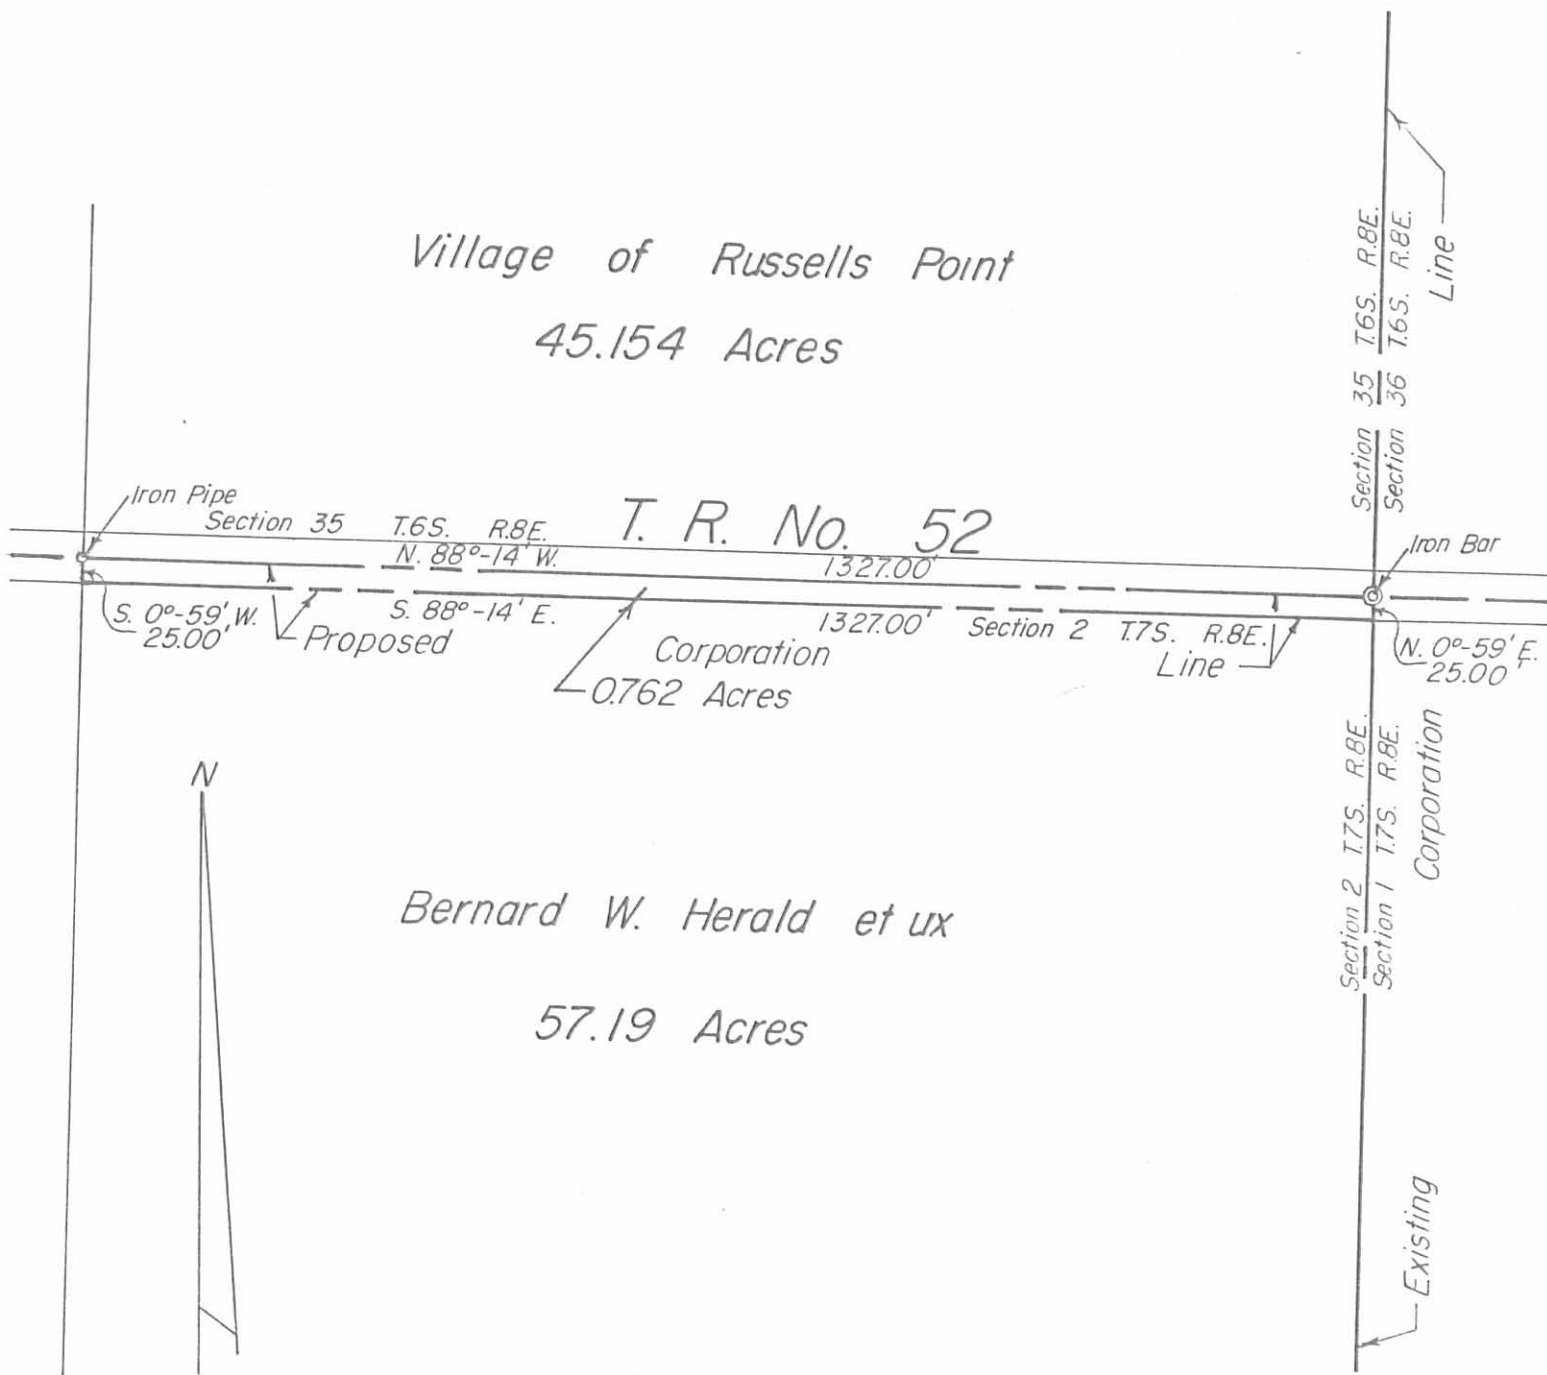 Village of Russells Point
45.154 Acres
Line
Section 35 T.6S. R.8E.
Section 36 T.6S. R.8E.
Iron Pipe
Section 35 T.6S. R.8E.
T. R. No. 52
N. 88°-14' W.
1327.00'
Iron Bar
S. 0°-59' W.
25.00'
Proposed
S. 88°-14' E.
1327.00'
Section 2 T.7S. R.8E.
Corporation
Line
0.762 Acres
N. 0°-59' E.
25.00'
Section 2 T.7S. R.8E.
Section 1 T.7S. R.8E.
Corporation
N
Bernard W. Herald et ux
57.19 Acres
Existing